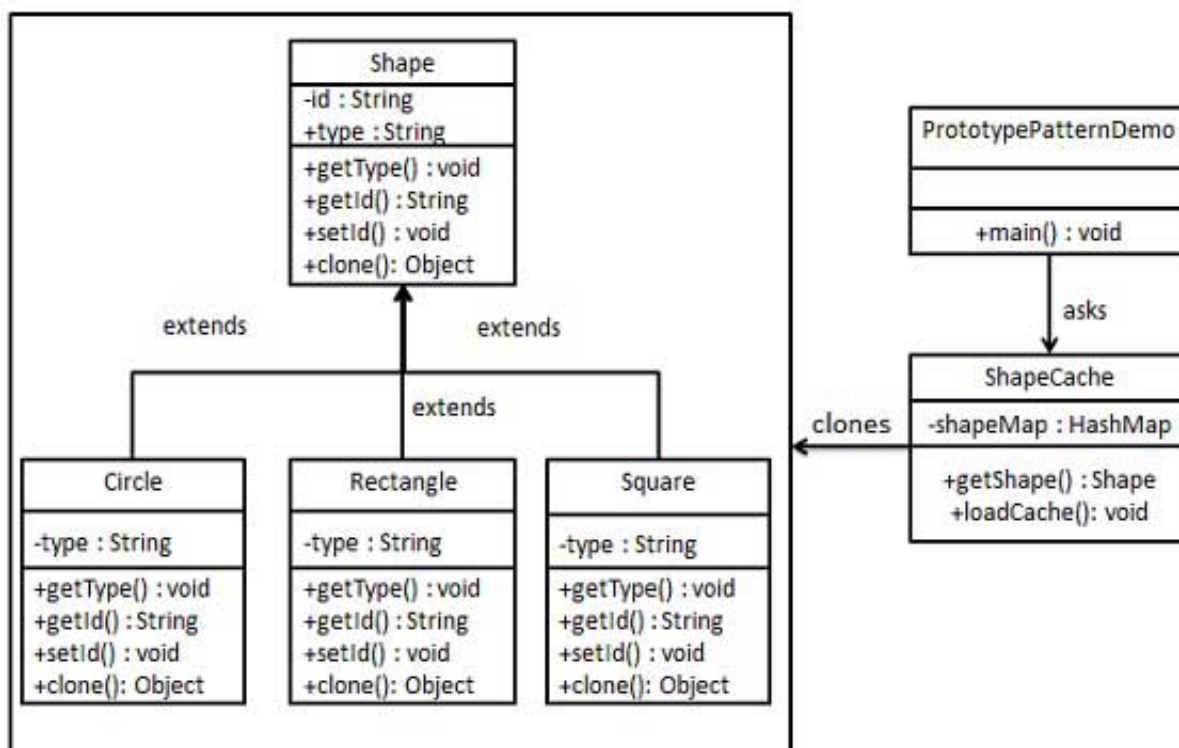 Shape
-id : String
+type : String
+getType() : void
+getId() : String
+setId() : void
+clone(): Object
extends
extends
extends
Circle
-type : String
+getType() : void
+getId() : String
+setId() : void
+clone(): Object
Rectangle
-type : String
+getType() : void
+getId() : String
+setId() : void
+clone(): Object
Square
-type : String
+getType() : void
+getId() : String
+setId() : void
+clone(): Object
PrototypePatternDemo
+main() : void
asks
ShapeCache
-shapeMap : HashMap
+getShape() : Shape
+loadCache(): void
clones